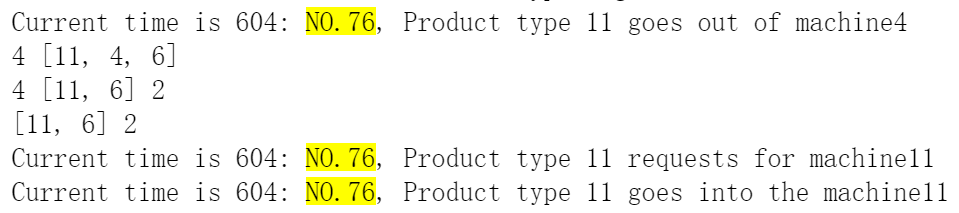 Current time is 604: NO.76, Product type 11 goes out of machine4
4 [11, 4, 6]
4 [11, 6] 2
[11, 6] 2
Current time is 604: NO.76, Product type 11 requests for machine11
Current time is 604: NO.76, Product type 11 goes into the machine11